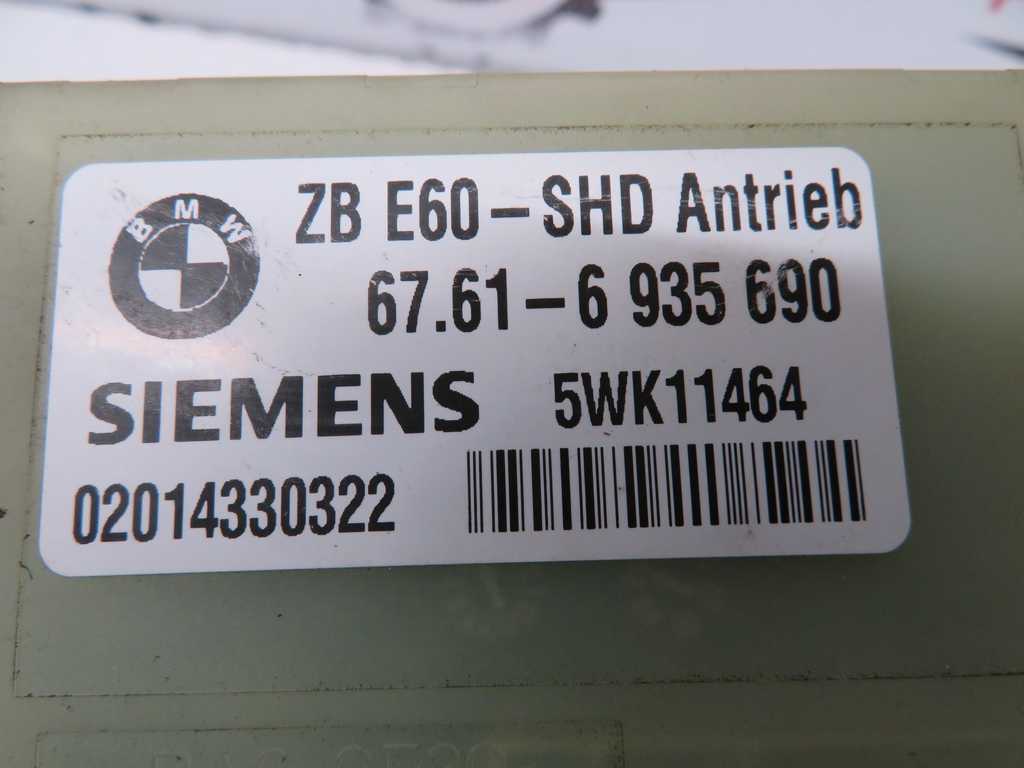 BMW
ZB E60-SHD Antrieb
67.61-6 935 690
SIEMENS 5WK11464
02014330322